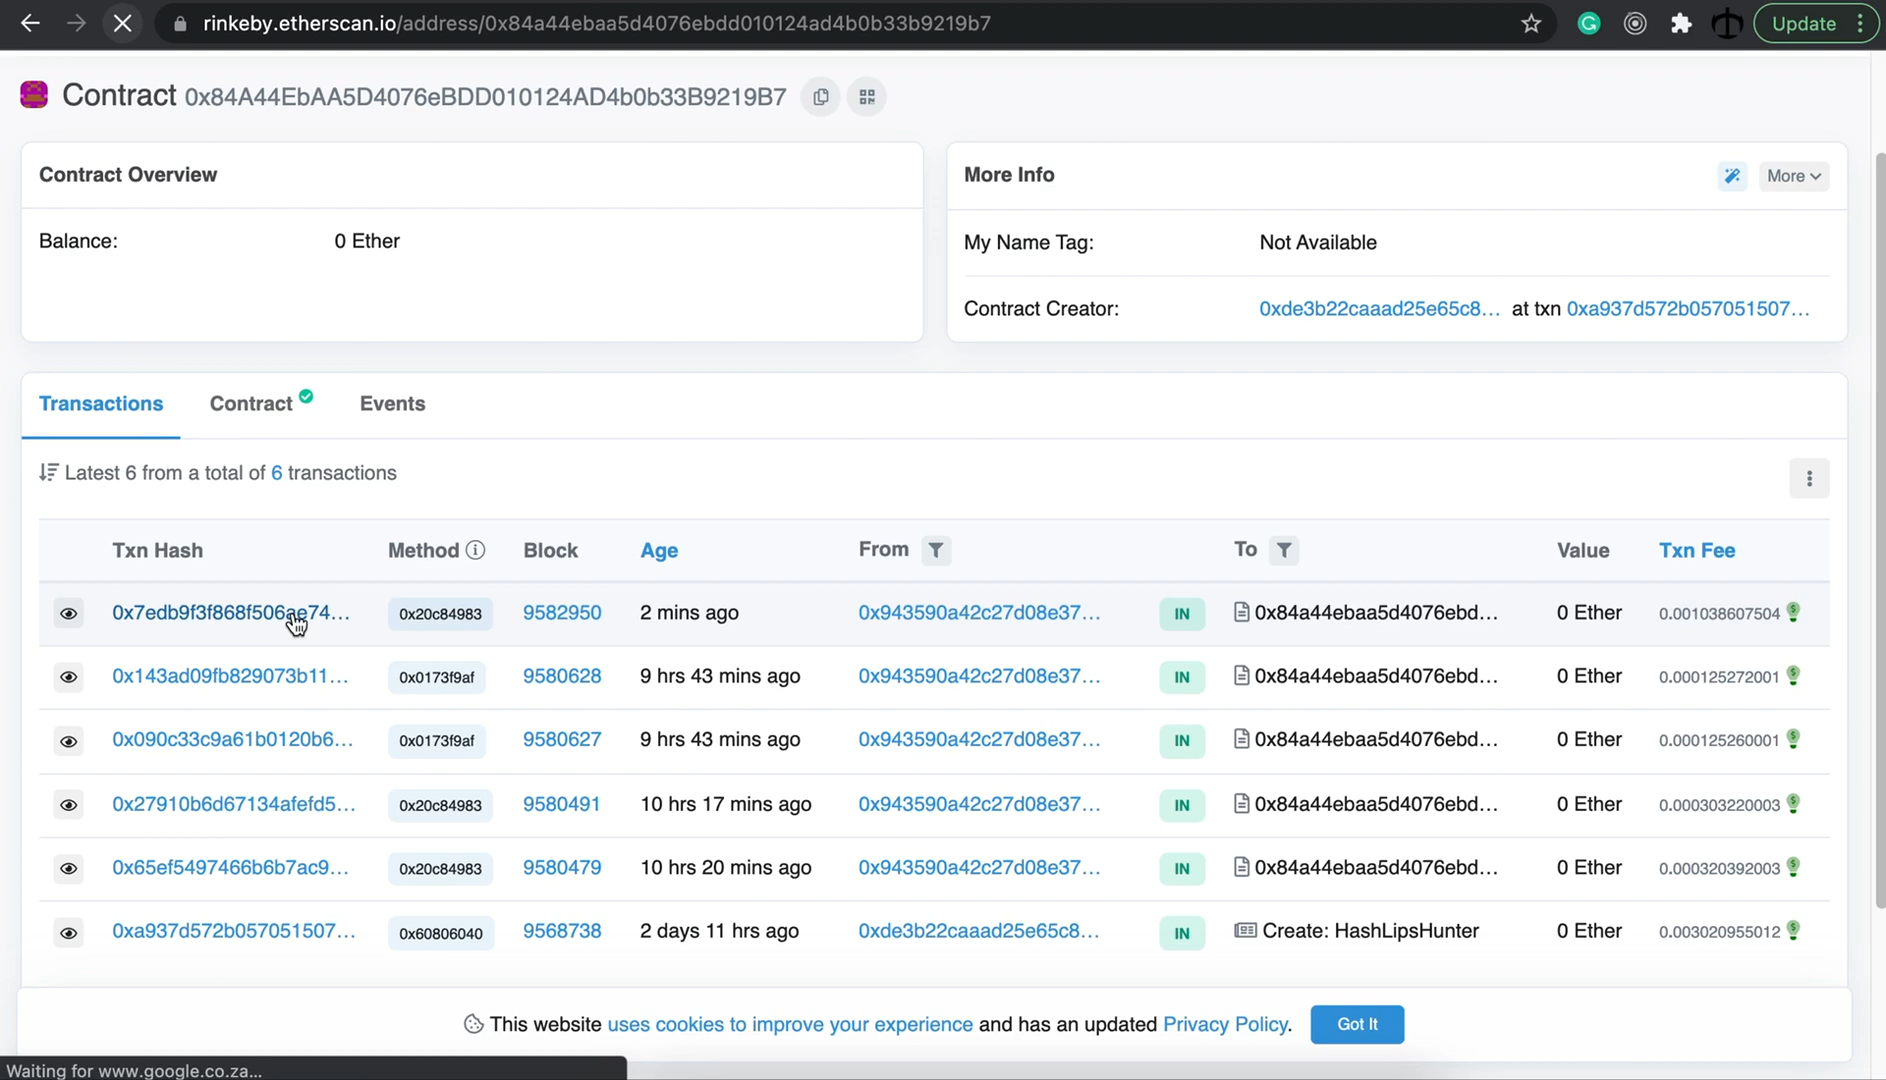 rinkeby.etherscan.io/address/0x84a44ebaa5d4076ebdd010124ad4b0b33b9219b7
Update
Contract 0x84A44EbAA5D4076eBDD010124AD4b0b33B9219B7
Contract Overview
Balance: 0 Ether
More Info
More
My Name Tag: Not Available
Contract Creator: 0xde3b22caaad25e65c8... at txn 0xa937d572b057051507...
Transactions Contract Events
Latest 6 from a total of 6 transactions
Txn Hash Method Block Age From To Value Txn Fee
0x7edb9f3f868f506ae74... 0x20c84983 9582950 2 mins ago 0x943590a42c27d08e37... IN 0x84a44ebaa5d4076ebd... 0 Ether 0.001038607504
0x143ad09fb829073b11... 0x0173f9af 9580628 9 hrs 43 mins ago 0x943590a42c27d08e37... IN 0x84a44ebaa5d4076ebd... 0 Ether 0.000125272001
0x090c33c9a61b0120b6... 0x0173f9af 9580627 9 hrs 43 mins ago 0x943590a42c27d08e37... IN 0x84a44ebaa5d4076ebd... 0 Ether 0.000125260001
0x27910b6d67134afefd5... 0x20c84983 9580491 10 hrs 17 mins ago 0x943590a42c27d08e37... IN 0x84a44ebaa5d4076ebd... 0 Ether 0.000303220003
0x65ef5497466b6b7ac9... 0x20c84983 9580479 10 hrs 20 mins ago 0x943590a42c27d08e37... IN 0x84a44ebaa5d4076ebd... 0 Ether 0.000320392003
0xa937d572b057051507... 0x60806040 9568738 2 days 11 hrs ago 0xde3b22caaad25e65c8... IN Create: HashLipsHunter 0 Ether 0.003020955012
This website uses cookies to improve your experience and has an updated Privacy Policy. Got It
Waiting for www.google.co.za...